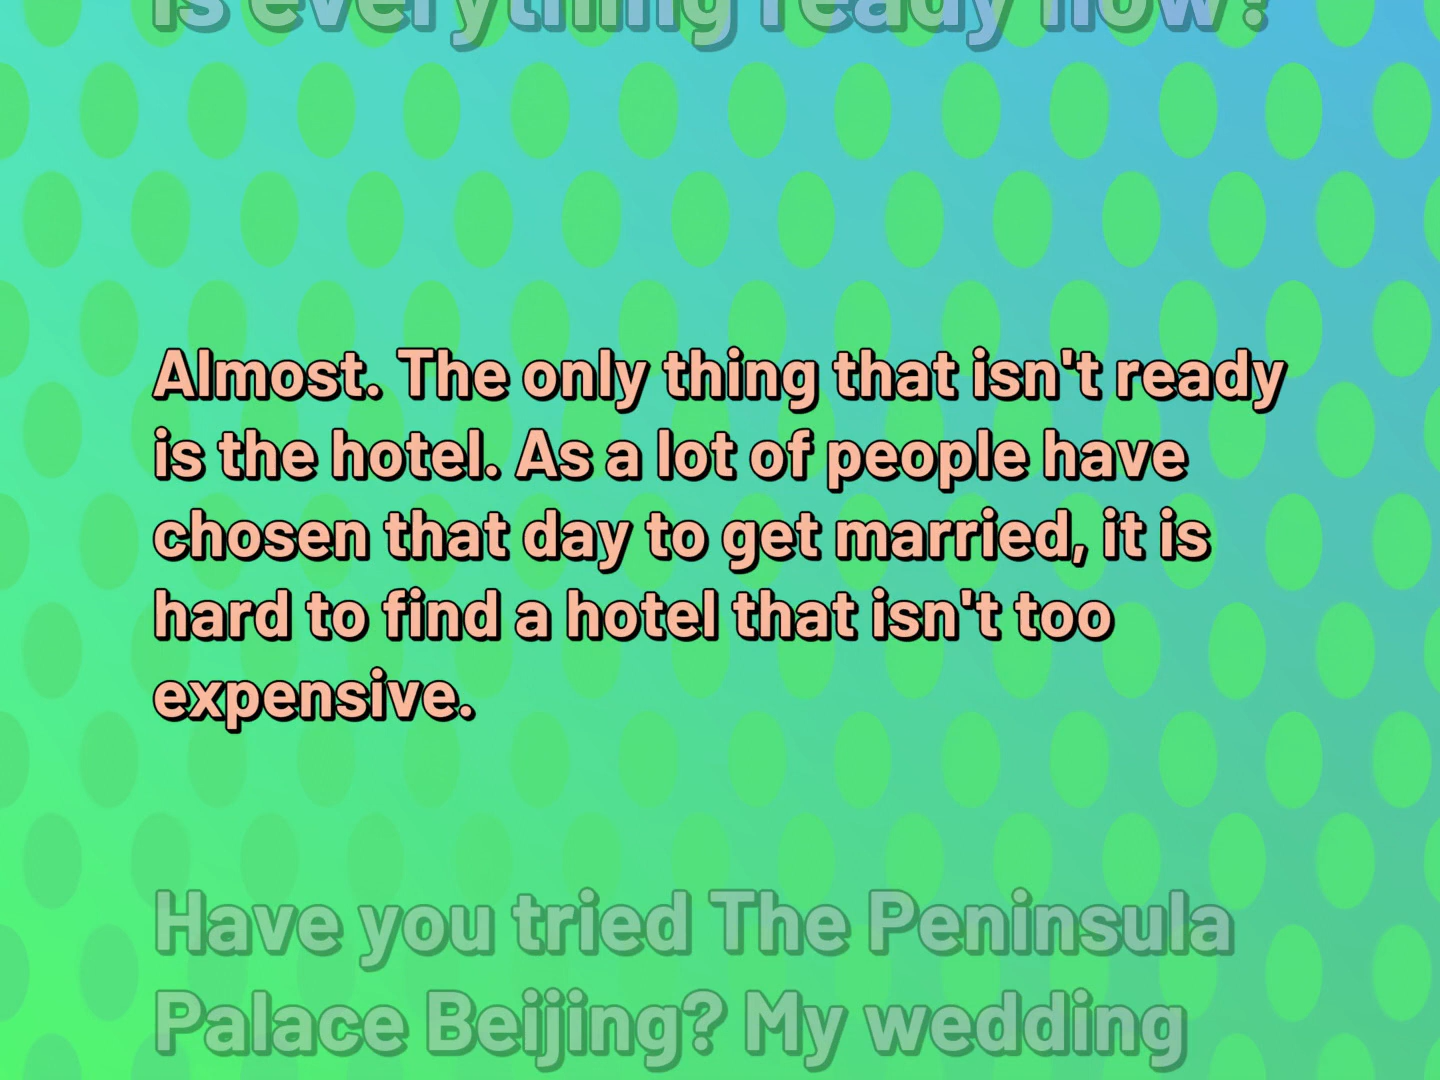 is everything ready now?
Almost. The only thing that isn't ready
is the hotel. As a lot of people have
chosen that day to get married, it is
hard to find a hotel that isn't too
expensive.
Have you tried The Peninsula
Palace Beijing? My wedding